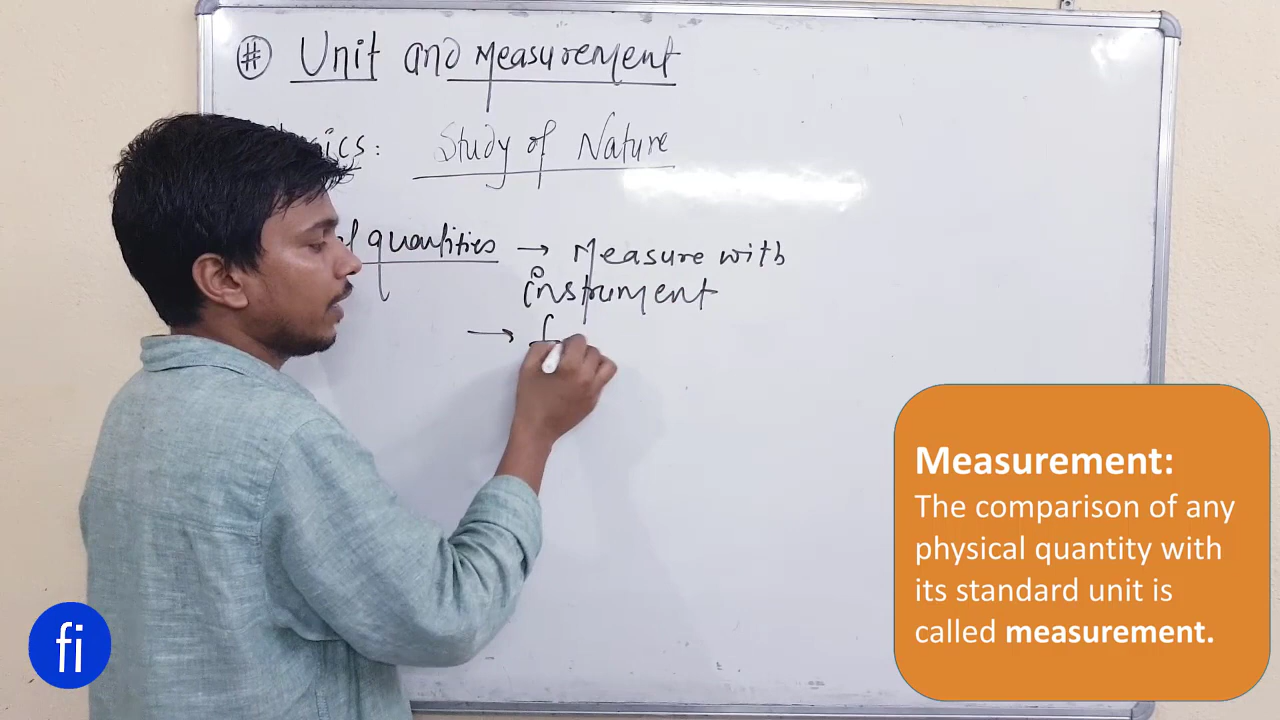 # Unit and Measurement
Study of Nature
quantities → Measure with
instrument
→
Measurement:
The comparison of any
physical quantity with
its standard unit is
called measurement.
fi